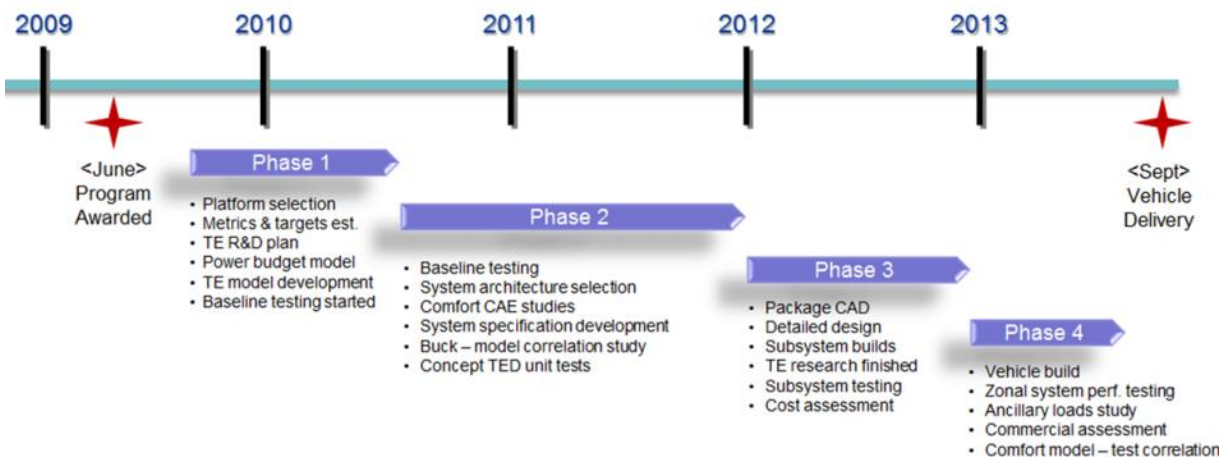 2009
2010
2011
2012
2013
<June>
Program
Awarded
<Sept>
Vehicle
Delivery
Phase 1
• Platform selection
• Metrics & targets est.
• TE R&D plan
• Power budget model
• TE model development
• Baseline testing started
Phase 2
• Baseline testing
• System architecture selection
• Comfort CAE studies
• System specification development
• Buck – model correlation study
• Concept TED unit tests
Phase 3
• Package CAD
• Detailed design
• Subsystem builds
• TE research finished
• Subsystem testing
• Cost assessment
Phase 4
• Vehicle build
• Zonal system perf. testing
• Ancillary loads study
• Commercial assessment
• Comfort model – test correlation